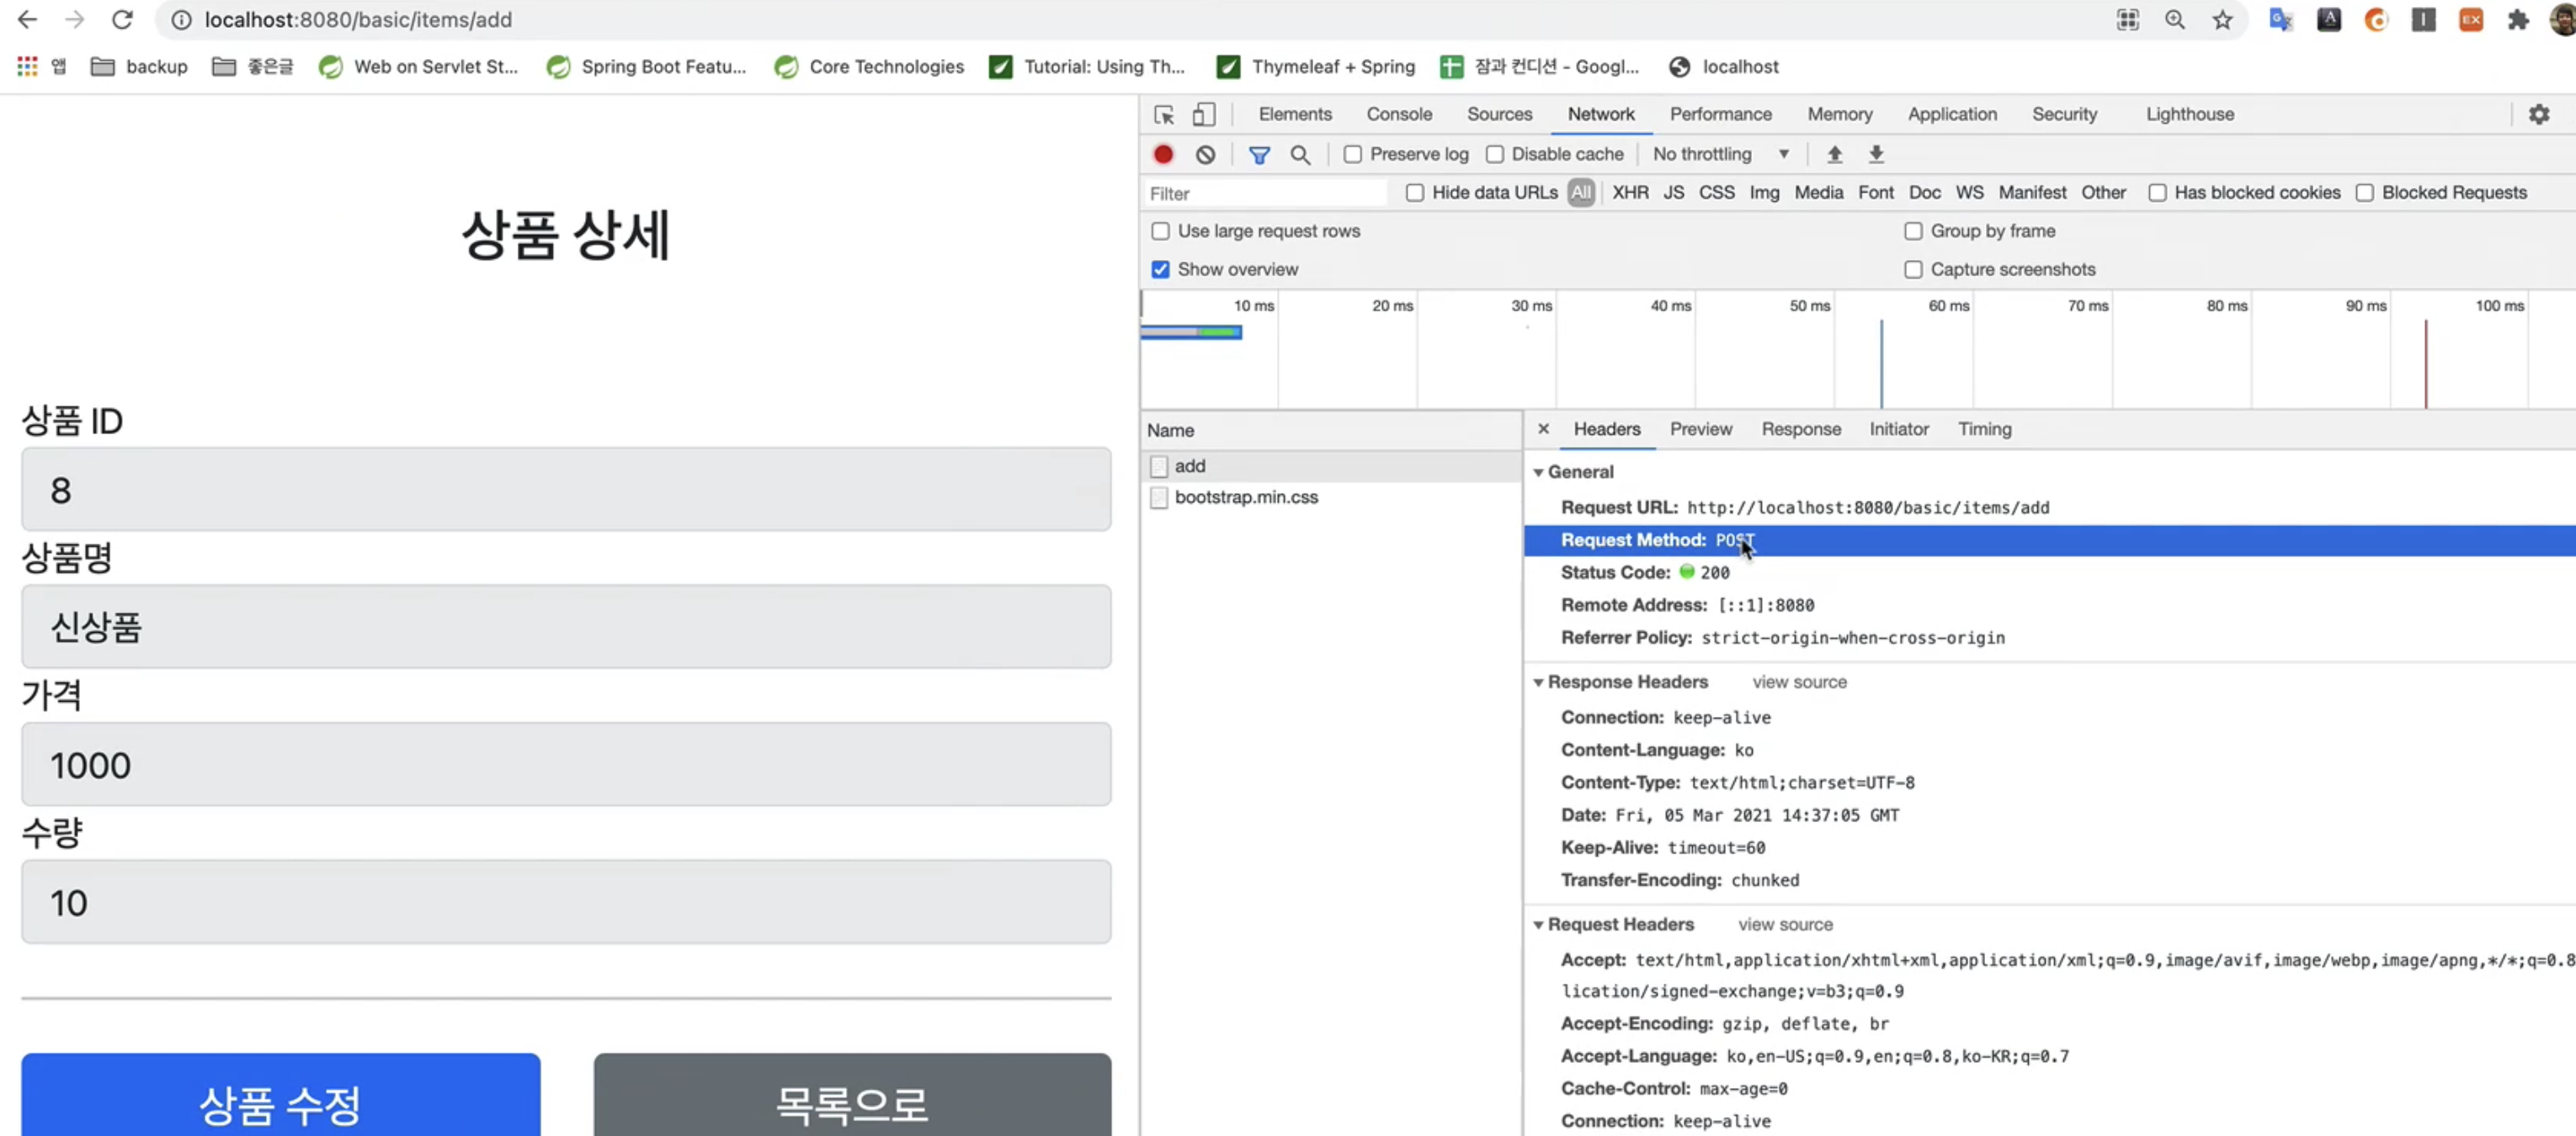 localhost:8080/basic/items/add
앱 backup 좋은글 Web on Servlet St... Spring Boot Featu... Core Technologies Tutorial: Using Th... Thymeleaf + Spring 잠과 컨디션 - Googl... localhost
상품 상세
상품 ID
8
상품명
신상품
가격
1000
수량
10
상품 수정 목록으로
Elements Console Sources Network Performance Memory Application Security Lighthouse
Preserve log Disable cache No throttling
Filter Hide data URLs All XHR JS CSS Img Media Font Doc WS Manifest Other Has blocked cookies Blocked Requests
Use large request rows Group by frame
Show overview Capture screenshots
10 ms 20 ms 30 ms 40 ms 50 ms 60 ms 70 ms 80 ms 90 ms 100 ms
Name
add
bootstrap.min.css
Headers Preview Response Initiator Timing
General
Request URL: http://localhost:8080/basic/items/add
Request Method: POST
Status Code: 200
Remote Address: [::1]:8080
Referrer Policy: strict-origin-when-cross-origin
Response Headers view source
Connection: keep-alive
Content-Language: ko
Content-Type: text/html;charset=UTF-8
Date: Fri, 05 Mar 2021 14:37:05 GMT
Keep-Alive: timeout=60
Transfer-Encoding: chunked
Request Headers view source
Accept: text/html,application/xhtml+xml,application/xml;q=0.9,image/avif,image/webp,image/apng,*/*;q=0.8
lication/signed-exchange;v=b3;q=0.9
Accept-Encoding: gzip, deflate, br
Accept-Language: ko,en-US;q=0.9,en;q=0.8,ko-KR;q=0.7
Cache-Control: max-age=0
Connection: keep-alive